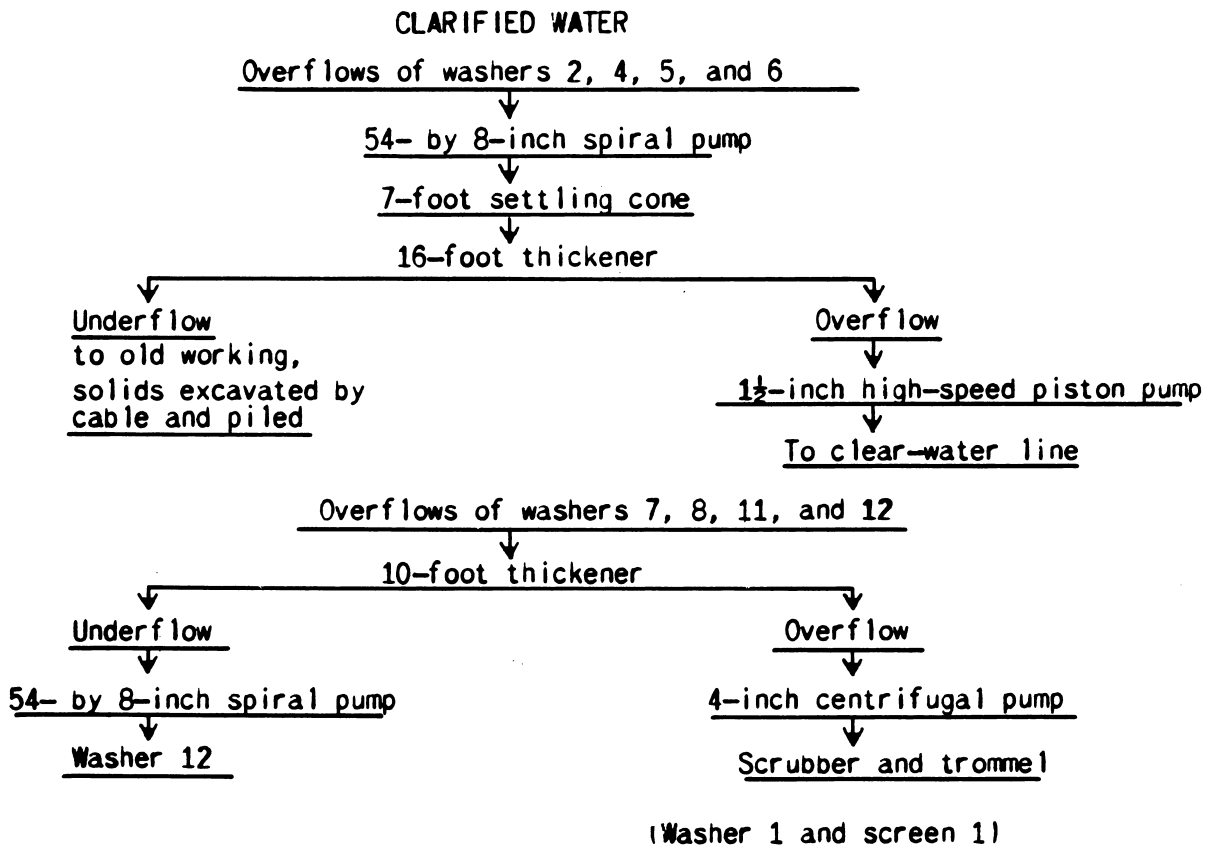 CLARIFIED WATER
Overflows of washers 2, 4, 5, and 6
54- by 8-inch spiral pump
7-foot settling cone
16-foot thickener
Underflow
to old working,
solids excavated by
cable and piled
Overflow
1½-inch high-speed piston pump
To clear-water line
Overflows of washers 7, 8, 11, and 12
10-foot thickener
Underflow
54- by 8-inch spiral pump
Washer 12
Overflow
4-inch centrifugal pump
Scrubber and trommel
(Washer 1 and screen 1)